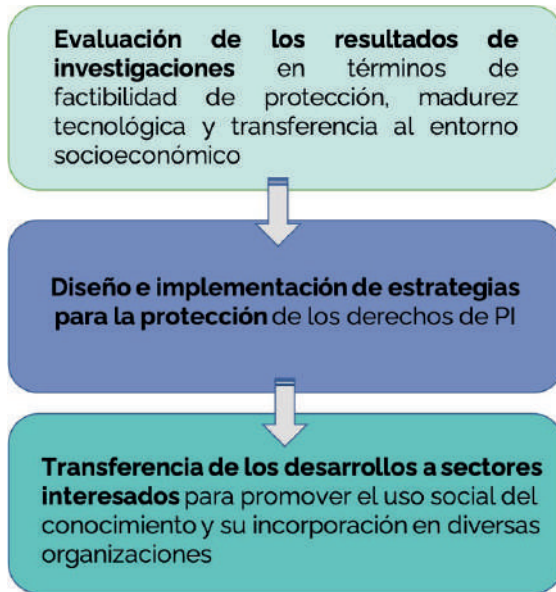 Evaluación de los resultados de
investigaciones en términos de
factibilidad de protección, madurez
tecnológica y transferencia al entorno
socioeconómico
Diseño e implementación de estrategias
para la protección de los derechos de PI
Transferencia de los desarrollos a sectores
interesados para promover el uso social del
conocimiento y su incorporación en diversas
organizaciones